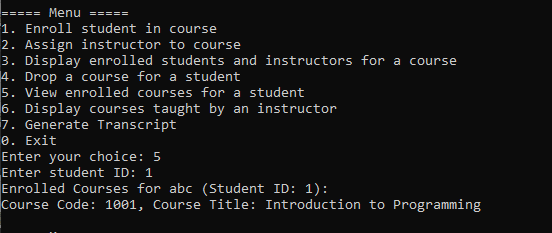 ===== Menu =====
1. Enroll student in course
2. Assign instructor to course
3. Display enrolled students and instructors for a course
4. Drop a course for a student
5. View enrolled courses for a student
6. Display courses taught by an instructor
7. Generate Transcript
0. Exit
Enter your choice: 5
Enter student ID: 1
Enrolled Courses for abc (Student ID: 1):
Course Code: 1001, Course Title: Introduction to Programming